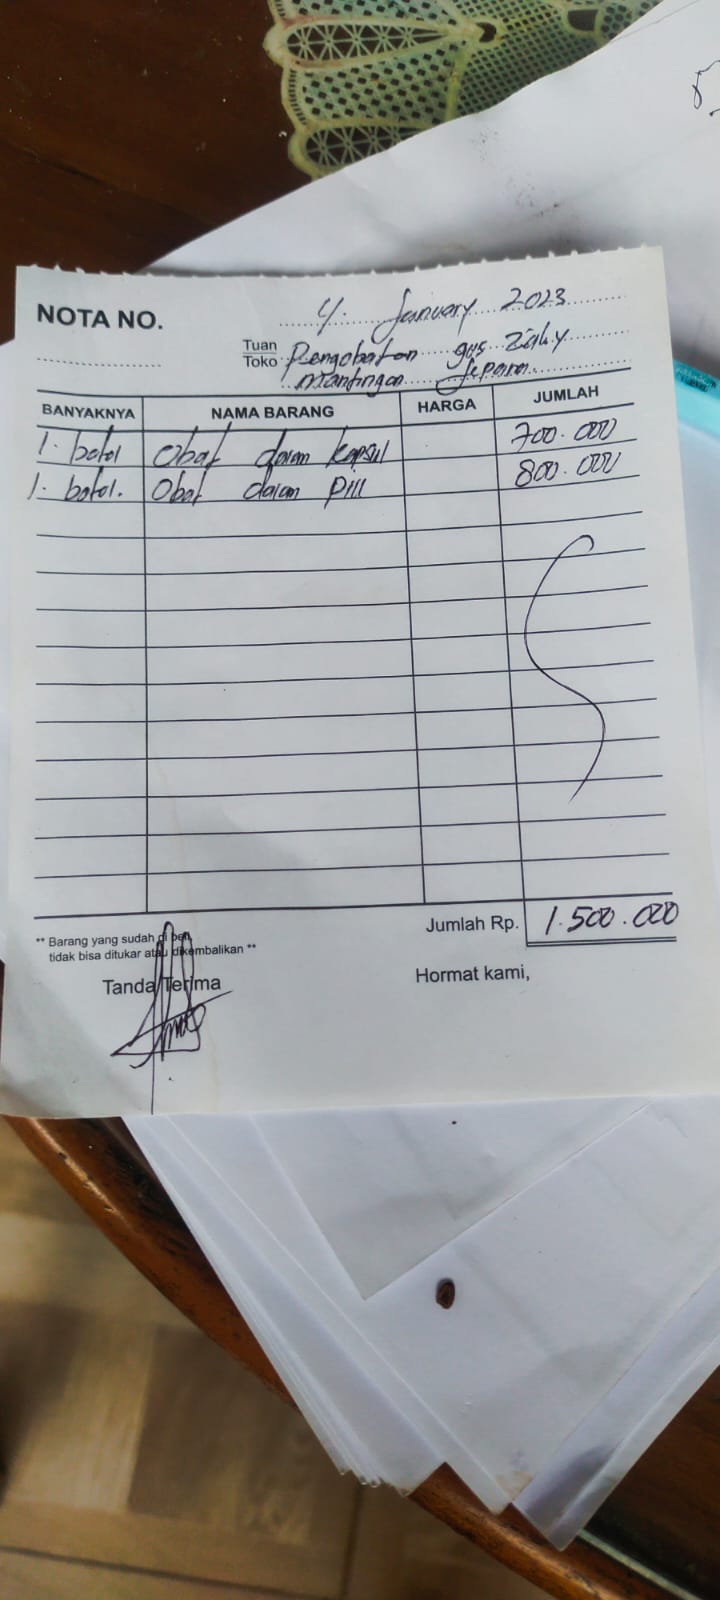 NOTA NO.
4. January 2023
Tuan
Toko
Pengobatan gus Zaky
Mantingan Jepara
BANYAKNYA NAMA BARANG HARGA JUMLAH
1. botol Obat dalam kapsul 700.000
1. botol. Obat dalam Pill 800.000
Jumlah Rp. 1.500.000
** Barang yang sudah di beli,
tidak bisa ditukar atau dikembalikan **
Tanda Terima Hormat kami,